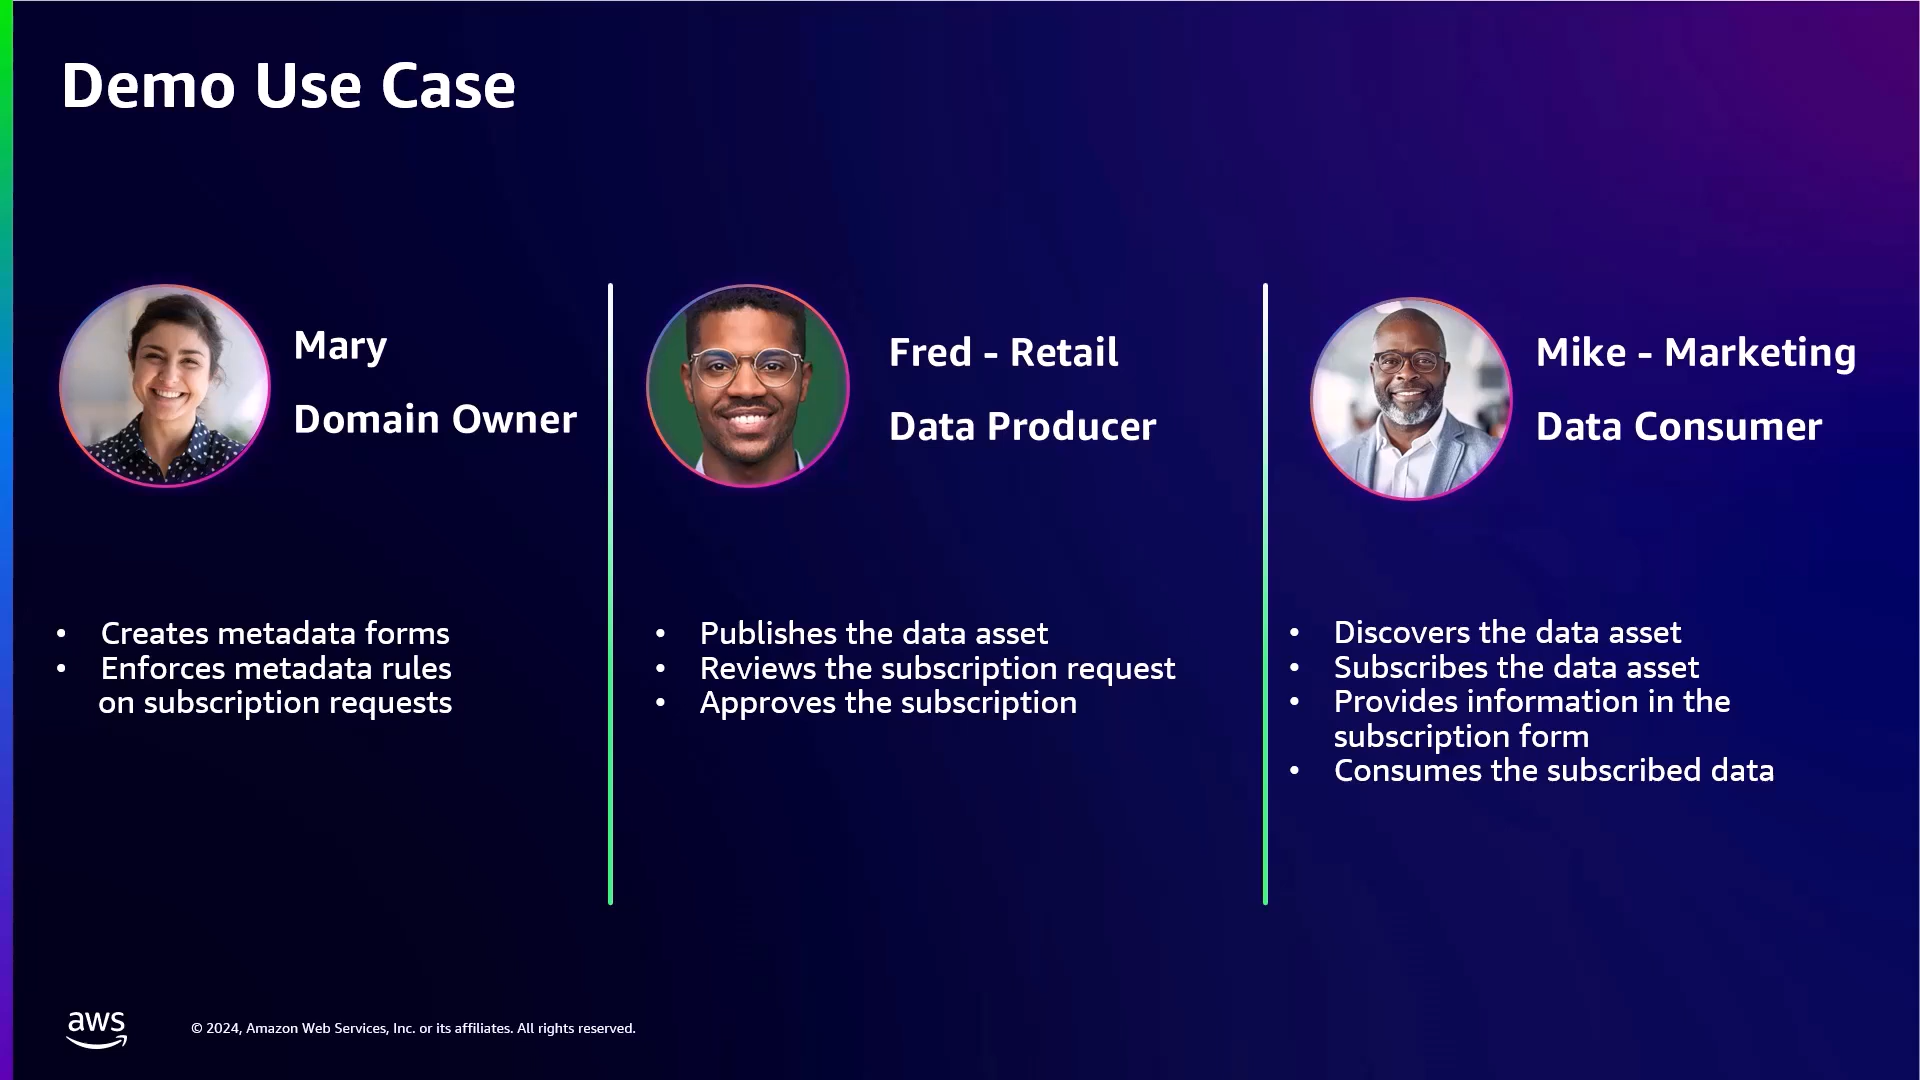 Demo Use Case
Mary
Domain Owner
• Creates metadata forms
• Enforces metadata rules
on subscription requests
Fred - Retail
Data Producer
• Publishes the data asset
• Reviews the subscription request
• Approves the subscription
Mike - Marketing
Data Consumer
• Discovers the data asset
• Subscribes the data asset
• Provides information in the
subscription form
• Consumes the subscribed data
aws
© 2024, Amazon Web Services, Inc. or its affiliates. All rights reserved.